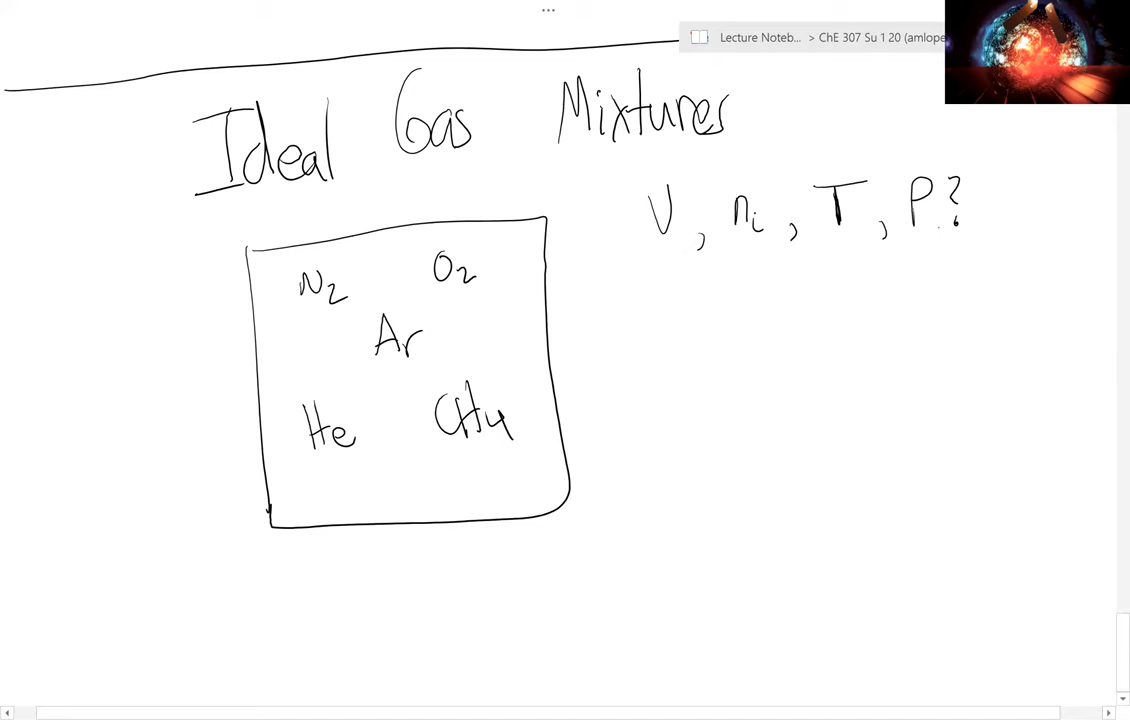 Lecture Noteb... > ChE 307 Su 1 20 (amlope
Ideal Gas Mixtures
V, ni, T, P?
N2 O2
Ar
He CH4